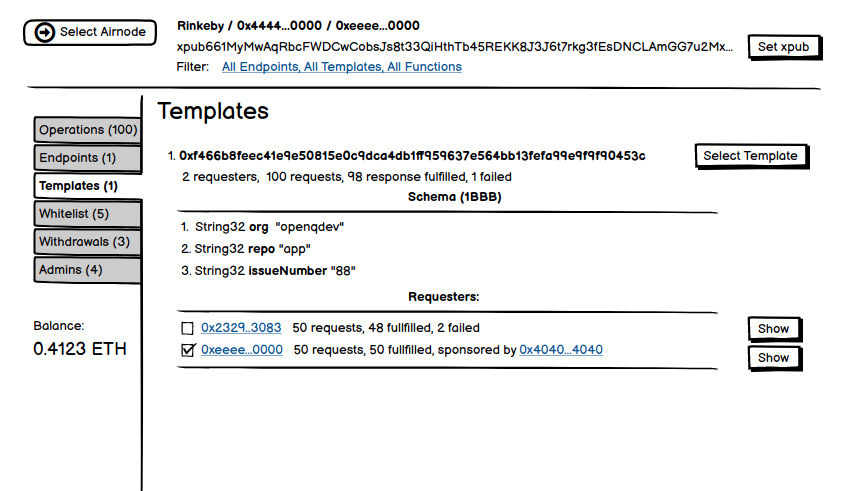 Select Airnode
Rinkeby / 0x4444...0000 / 0xeeee...0000
xpub661MyMwAqRbcFWDCwCobsJs8t33QiHthTb45REKK8J3J6t7rkg3fEsDNCLAmGG7u2Mx...
Set xpub
Filter: All Endpoints, All Templates, All Functions
Templates
Operations (100)
Endpoints (1)
Templates (1)
Whitelist (5)
Withdrawals (3)
Admins (4)
Balance:
0.4123 ETH
1. 0xf466b8feec41e9e50815e0c9dca4db1ff959637e564bb13fefa99e9f9f90453c
Select Template
2 requesters, 100 requests, 98 response fulfilled, 1 failed
Schema (1BBB)
1. String32 org "openqdev"
2. String32 repo "app"
3. String32 issueNumber "88"
Requesters:
0x2329..3083 50 requests, 48 fullfilled, 2 failed
Show
0xeeee...0000 50 requests, 50 fullfilled, sponsored by 0x4040...4040
Show